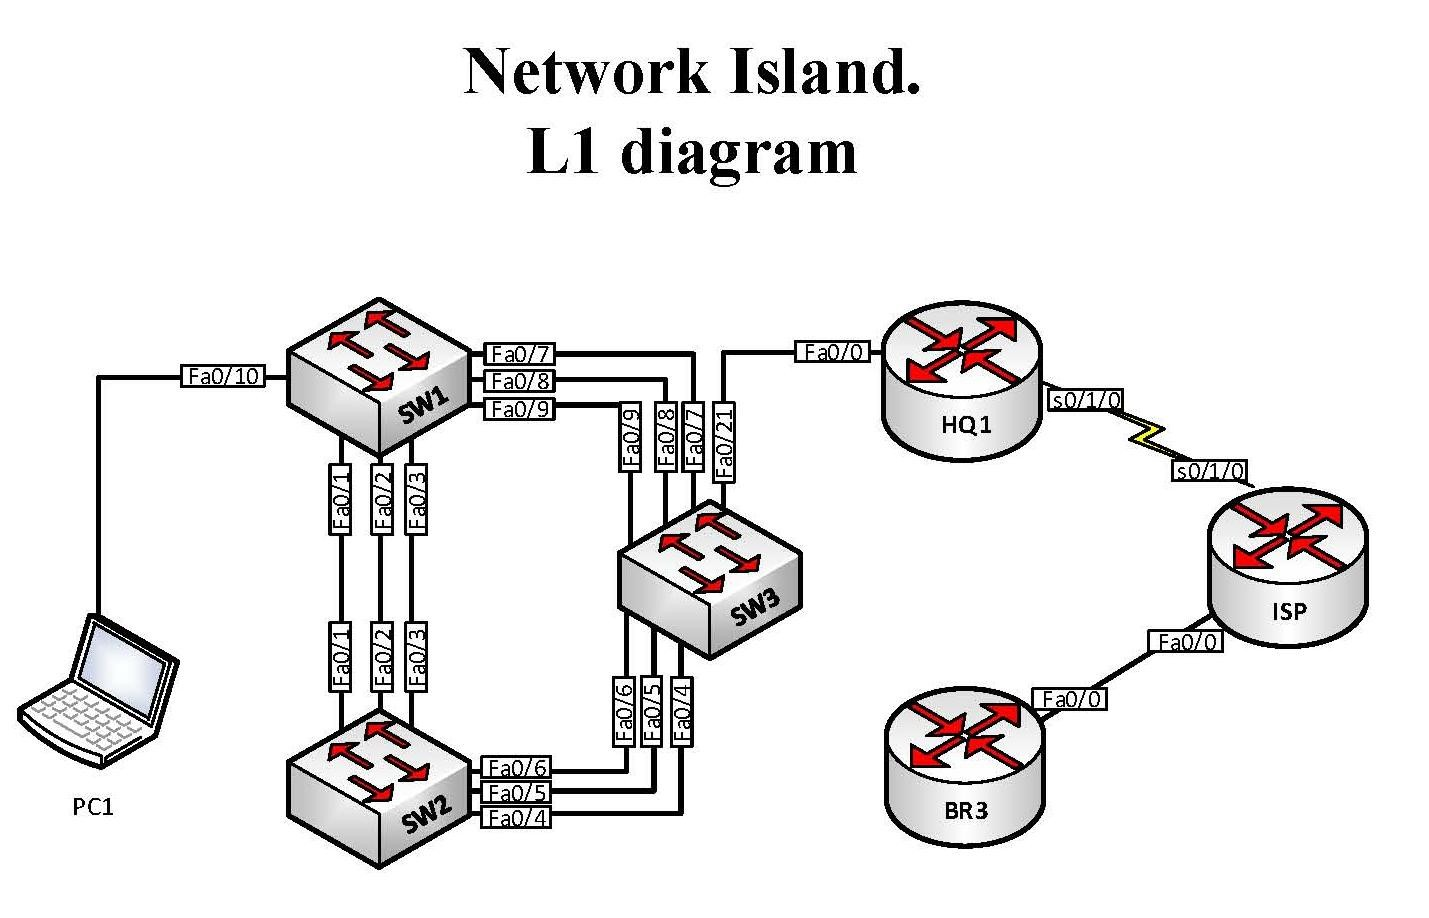 Network Island.
L1 diagram
Fa0/10
SW1
Fa0/7
Fa0/8
Fa0/9
Fa0/1
Fa0/2
Fa0/3
Fa0/9
Fa0/8
Fa0/7
Fa0/21
Fa0/0
HQ1
s0/1/0
s0/1/0
ISP
SW3
Fa0/1
Fa0/2
Fa0/3
Fa0/6
Fa0/5
Fa0/4
Fa0/0
Fa0/0
PC1
SW2
Fa0/6
Fa0/5
Fa0/4
BR3